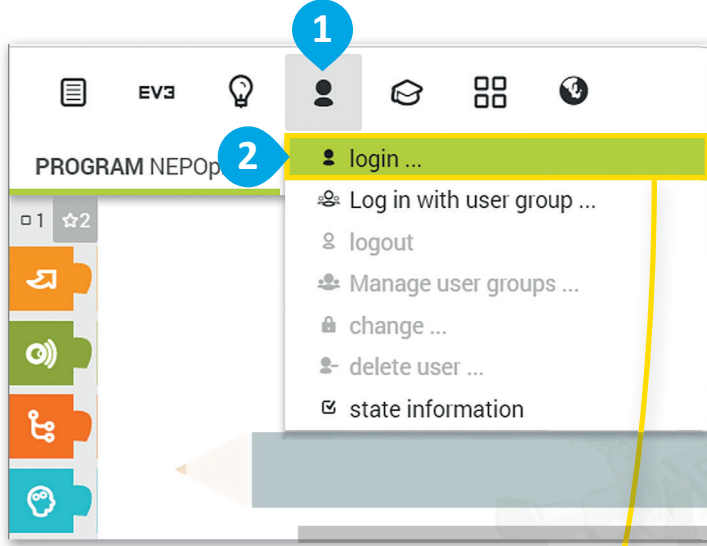 1
EV3
2
PROGRAM NEPOp
login ...
Log in with user group ...
logout
Manage user groups ...
change ...
delete user ...
state information
1 2